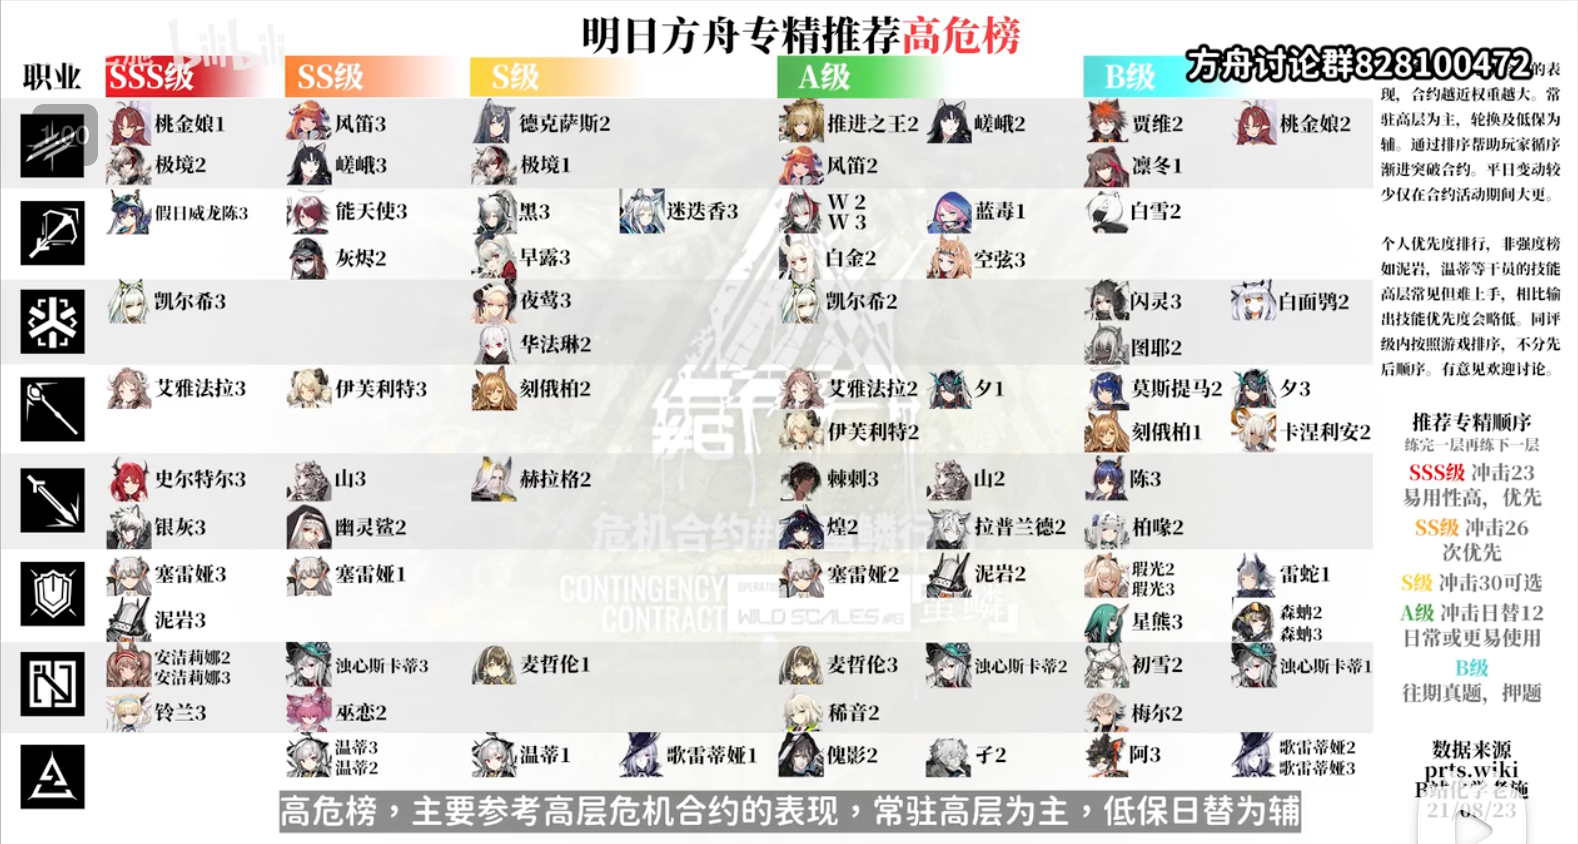 明日方舟专精推荐高危榜
bilibili
方舟讨论群828100472
职业 SSS级 SS级 S级 A级 B级
1.00
桃金娘1 风笛3 德克萨斯2 推进之王2 嵯峨2 贾维2 桃金娘2
极境2 嵯峨3 极境1 风笛2 凛冬1
假日威龙陈3 能天使3 黑3 迷迭香3 W 2 蓝毒1 白雪2
W 3
灰烬2 早露3 白金2 空弦3
凯尔希3 夜莺3 凯尔希2 闪灵3 白面鸮2
华法琳2 图耶2
艾雅法拉3 伊芙利特3 刻俄柏2 艾雅法拉2 夕1 莫斯提马2 夕3
伊芙利特2 刻俄柏1 卡涅利安2
史尔特尔3 山3 赫拉格2 棘刺3 山2 陈3
银灰3 幽灵鲨2 煌2 拉普兰德2 柏喙2
塞雷娅3 塞雷娅1 塞雷娅2 泥岩2 瑕光2 雷蛇1
瑕光3
泥岩3 星熊3 森蚺2
森蚺3
安洁莉娜2 浊心斯卡蒂3 麦哲伦1 麦哲伦3 浊心斯卡蒂2 初雪2 浊心斯卡蒂1
安洁莉娜3
铃兰3 巫恋2 稀音2 梅尔2
温蒂3 温蒂1 歌蕾蒂娅1 傀影2 孑2 阿3 歌蕾蒂娅2
温蒂2 歌蕾蒂娅3
#6
危机合约#6
CONTINGENCY
CONTRACT
WILD SCALES #6
的表
现，合约越近权重越大。常
驻高层为主，轮换及低保为
辅。通过排序帮助玩家循序
渐进突破合约。平日变动较
少仅在合约活动期间大更。
个人优先度排行，非强度榜
如泥岩，温蒂等干员的技能
高层常见但难上手，相比输
出技能优先度会略低。同评
级内按照游戏排序，不分先
后顺序。有意见欢迎讨论。
推荐专精顺序
练完一层再练下一层
SSS级 冲击23
易用性高，优先
SS级 冲击26
次优先
S级 冲击30可选
A级 冲击日替12
日常或更易使用
B级
往期真题，押题
数据来源
prts.wiki
B站化学老施
21/08/23
高危榜，主要参考高层危机合约的表现，常驻高层为主，低保日替为辅